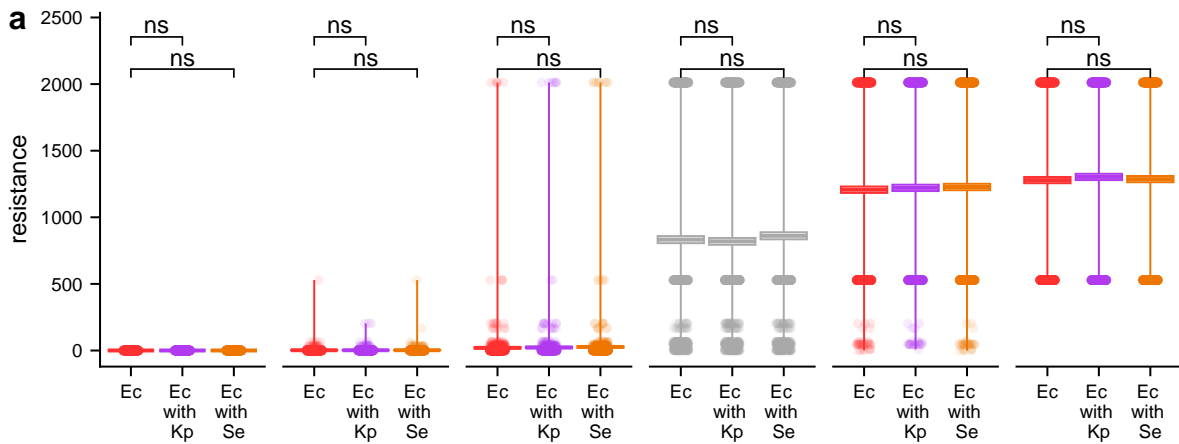 a
resistance
2500
2000
1500
1000
500
0
ns
ns
Ec
Ec
with
Kp
Ec
with
Se
ns
ns
Ec
Ec
with
Kp
Ec
with
Se
ns
ns
Ec
Ec
with
Kp
Ec
with
Se
ns
ns
Ec
Ec
with
Kp
Ec
with
Se
ns
ns
Ec
Ec
with
Kp
Ec
with
Se
ns
ns
Ec
Ec
with
Kp
Ec
with
Se